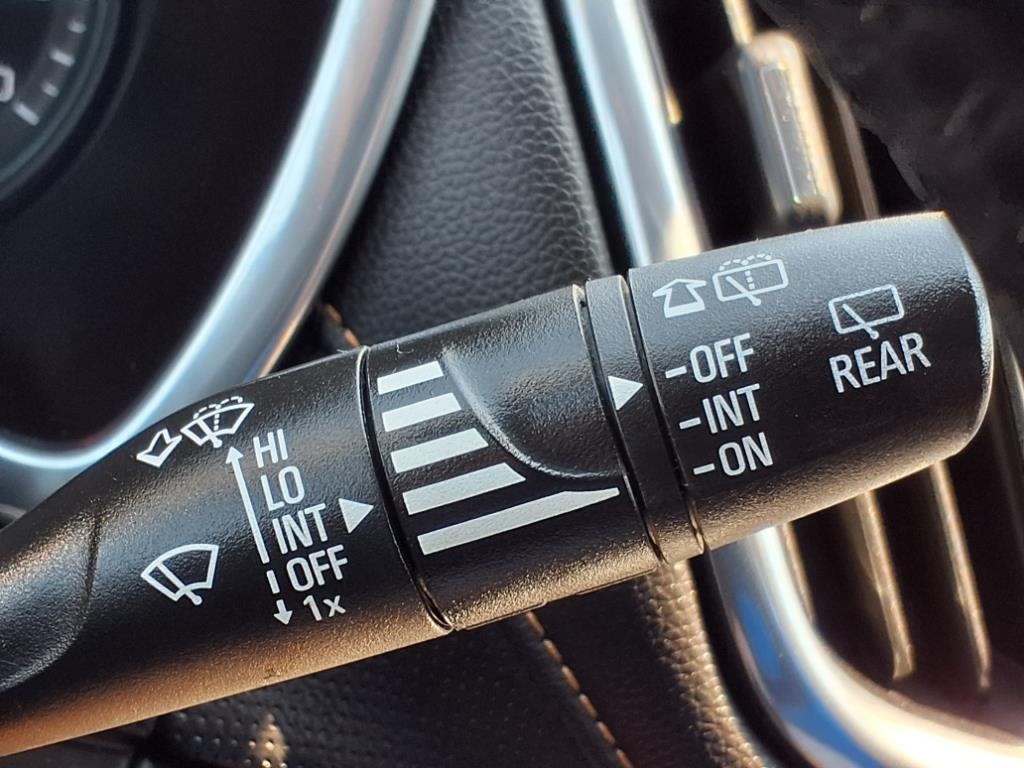 HI
LO
INT
OFF
1x
-OFF
-INT
-ON
REAR